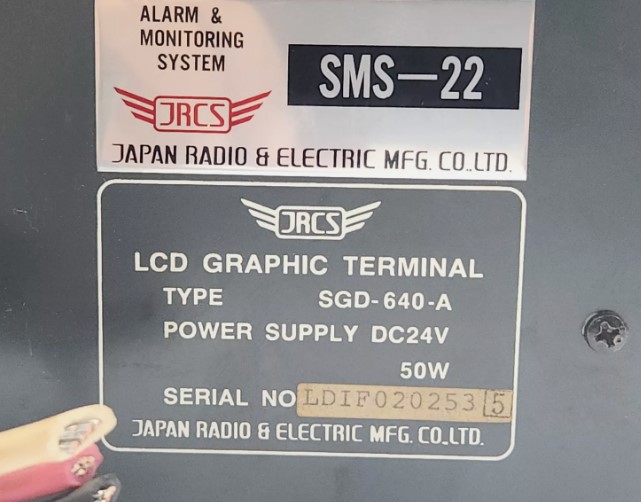 ALARM &
MONITORING
SYSTEM
SMS-22
JRCS
JAPAN RADIO & ELECTRIC MFG. CO.,LTD.
JRCS
LCD GRAPHIC TERMINAL
TYPE SGD-640-A
POWER SUPPLY DC24V
50W
SERIAL NO LDIF020253 5
JAPAN RADIO & ELECTRIC MFG. CO.,LTD.